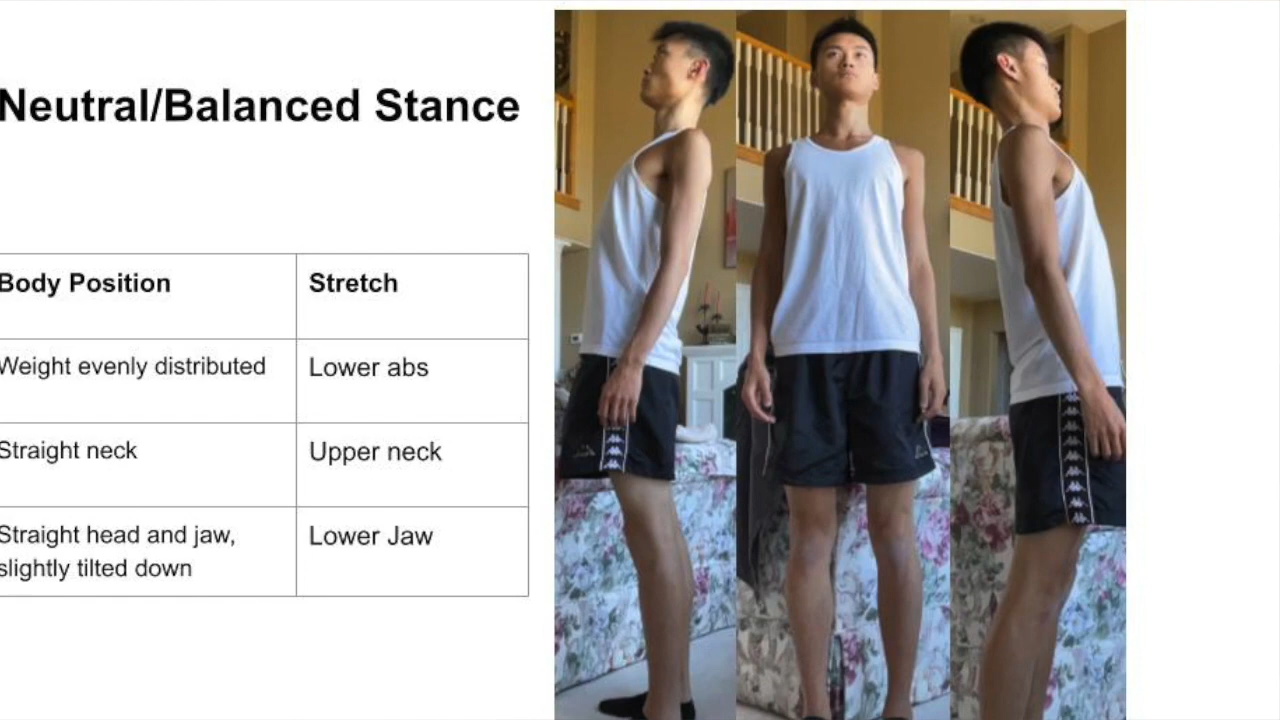 Neutral/Balanced Stance
Body Position
Stretch
Weight evenly distributed
Lower abs
Straight neck
Upper neck
Straight head and jaw,
slightly tilted down
Lower Jaw